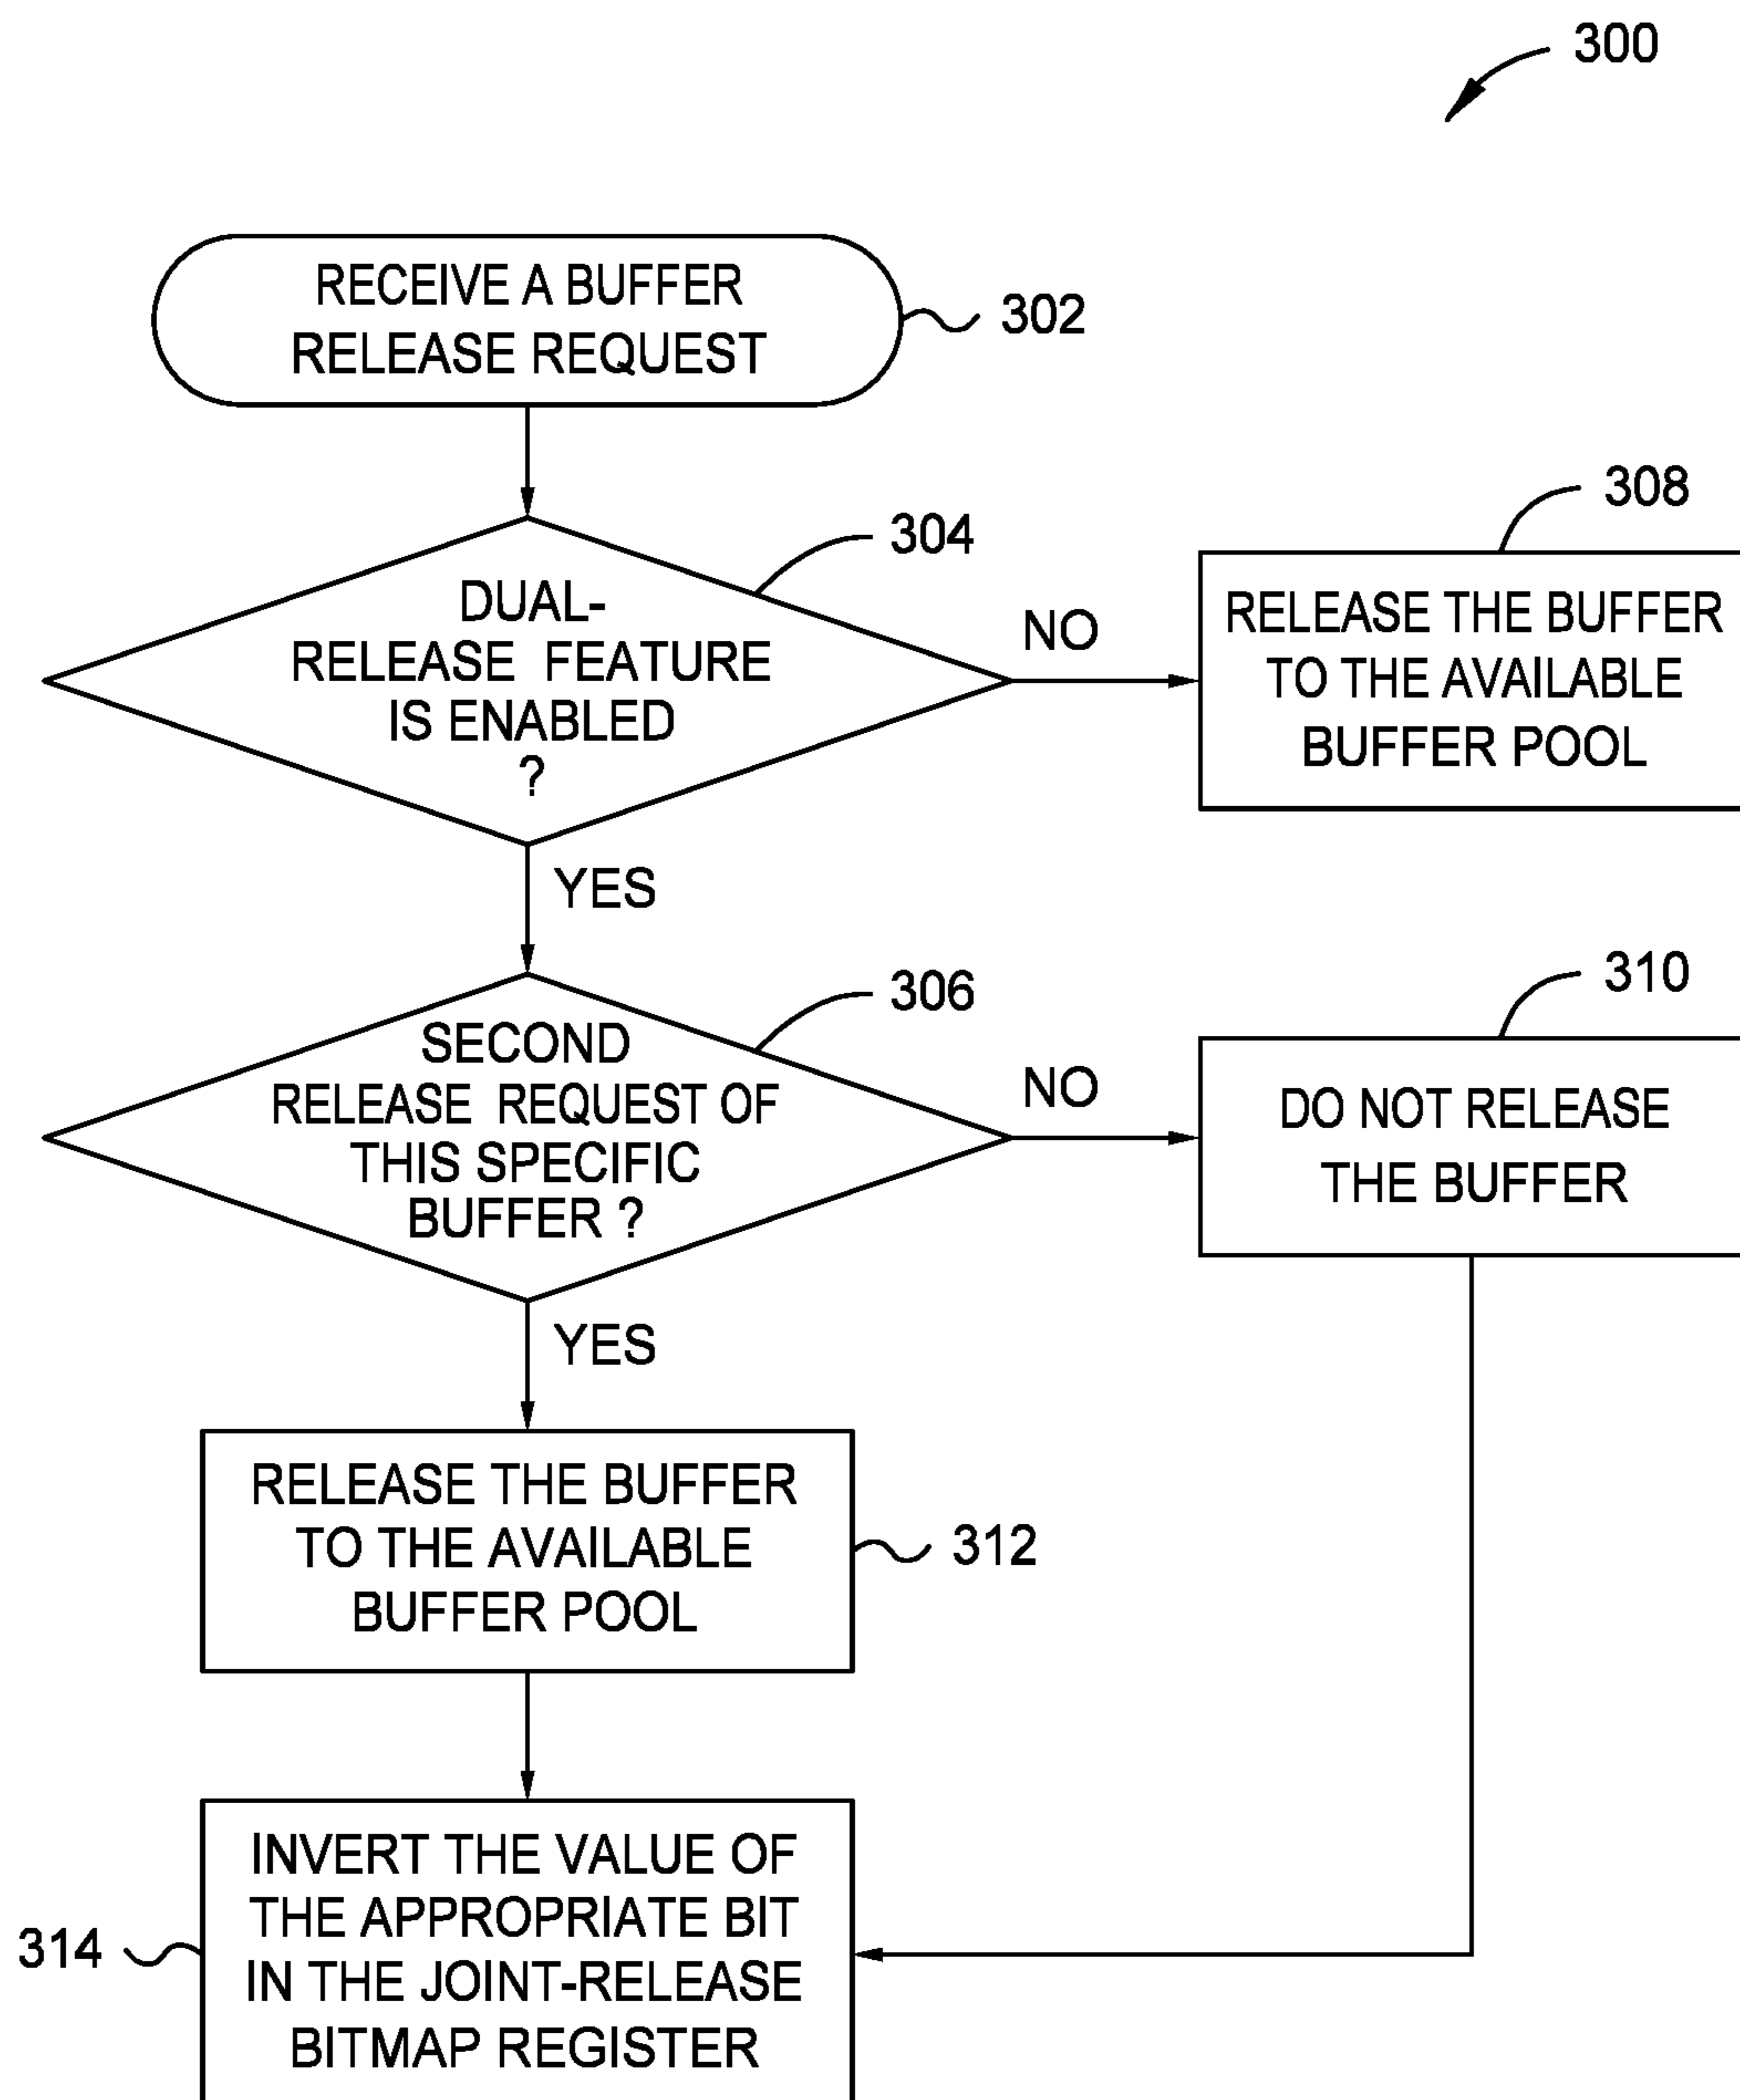 300
RECEIVE A BUFFER
RELEASE REQUEST
302
304
DUAL-
RELEASE FEATURE
IS ENABLED
?
NO
308
RELEASE THE BUFFER
TO THE AVAILABLE
BUFFER POOL
YES
306
SECOND
RELEASE REQUEST OF
THIS SPECIFIC
BUFFER ?
NO
310
DO NOT RELEASE
THE BUFFER
YES
RELEASE THE BUFFER
TO THE AVAILABLE
BUFFER POOL
312
314
INVERT THE VALUE OF
THE APPROPRIATE BIT
IN THE JOINT-RELEASE
BITMAP REGISTER